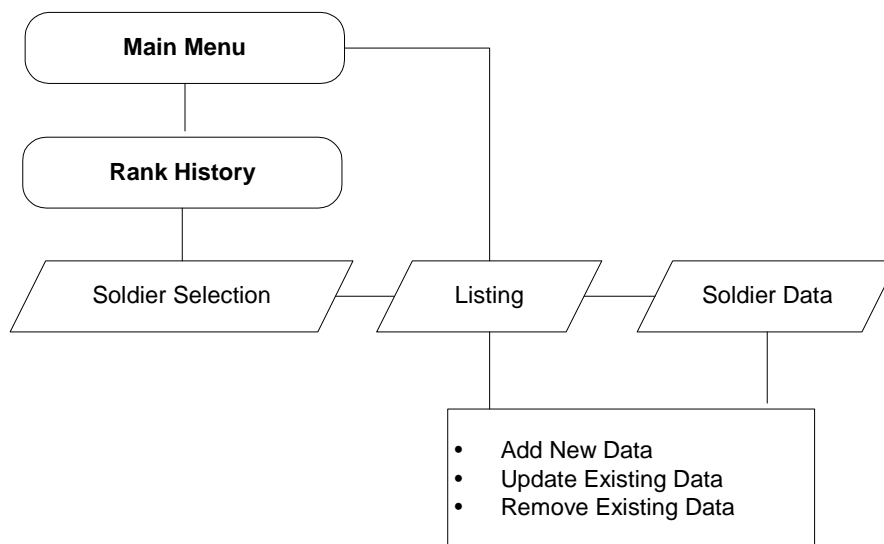 Main Menu
Rank History
Soldier Selection
Listing
Soldier Data
• Add New Data
• Update Existing Data
• Remove Existing Data